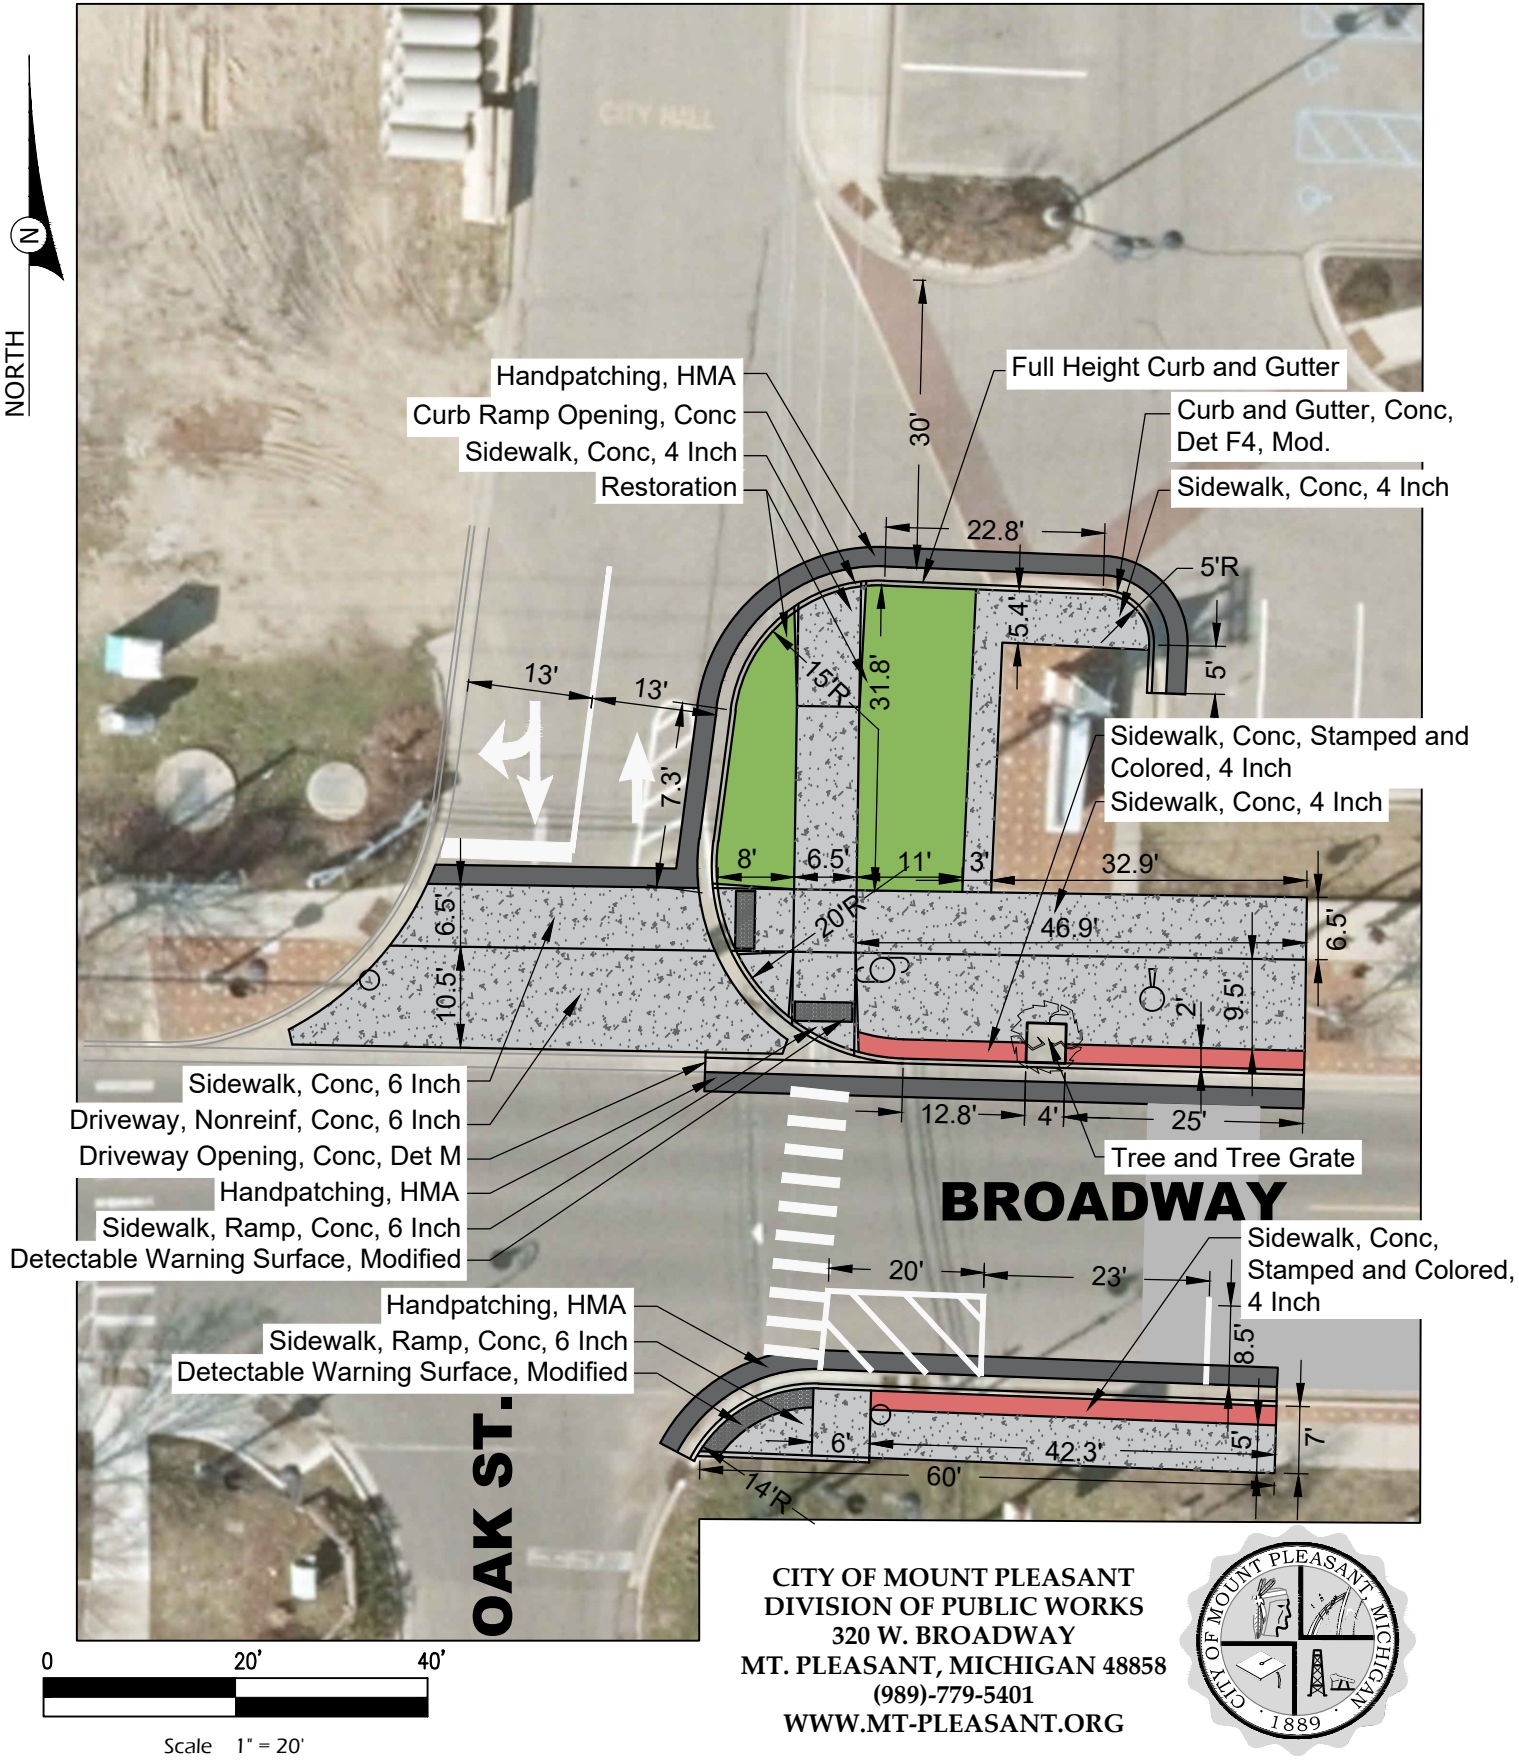 CITY HALL
N
NORTH
Handpatching, HMA
Curb Ramp Opening, Conc
Sidewalk, Conc, 4 Inch
Restoration
Full Height Curb and Gutter
Curb and Gutter, Conc,
Det F4, Mod.
Sidewalk, Conc, 4 Inch
30'
22.8'
5'R
5.4'
5'
13'
13'
15'R
31.8'
7.3'
Sidewalk, Conc, Stamped and
Colored, 4 Inch
Sidewalk, Conc, 4 Inch
8'
6.5'
11'
3'
32.9'
6.5'
20'R
46.9'
6.5'
10.5'
2'
9.5'
Sidewalk, Conc, 6 Inch
Driveway, Nonreinf, Conc, 6 Inch
Driveway Opening, Conc, Det M
Handpatching, HMA
Sidewalk, Ramp, Conc, 6 Inch
Detectable Warning Surface, Modified
12.8'
4'
25'
Tree and Tree Grate
BROADWAY
Sidewalk, Conc,
Stamped and Colored,
4 Inch
20'
23'
8.5'
Handpatching, HMA
Sidewalk, Ramp, Conc, 6 Inch
Detectable Warning Surface, Modified
6'
42.3'
5'
7'
60'
14'R
OAK ST.
CITY OF MOUNT PLEASANT
DIVISION OF PUBLIC WORKS
320 W. BROADWAY
MT. PLEASANT, MICHIGAN 48858
(989)-779-5401
WWW.MT-PLEASANT.ORG
CITY OF MOUNT PLEASANT, MICHIGAN
· 1889 ·
0 20' 40'
Scale 1" = 20'